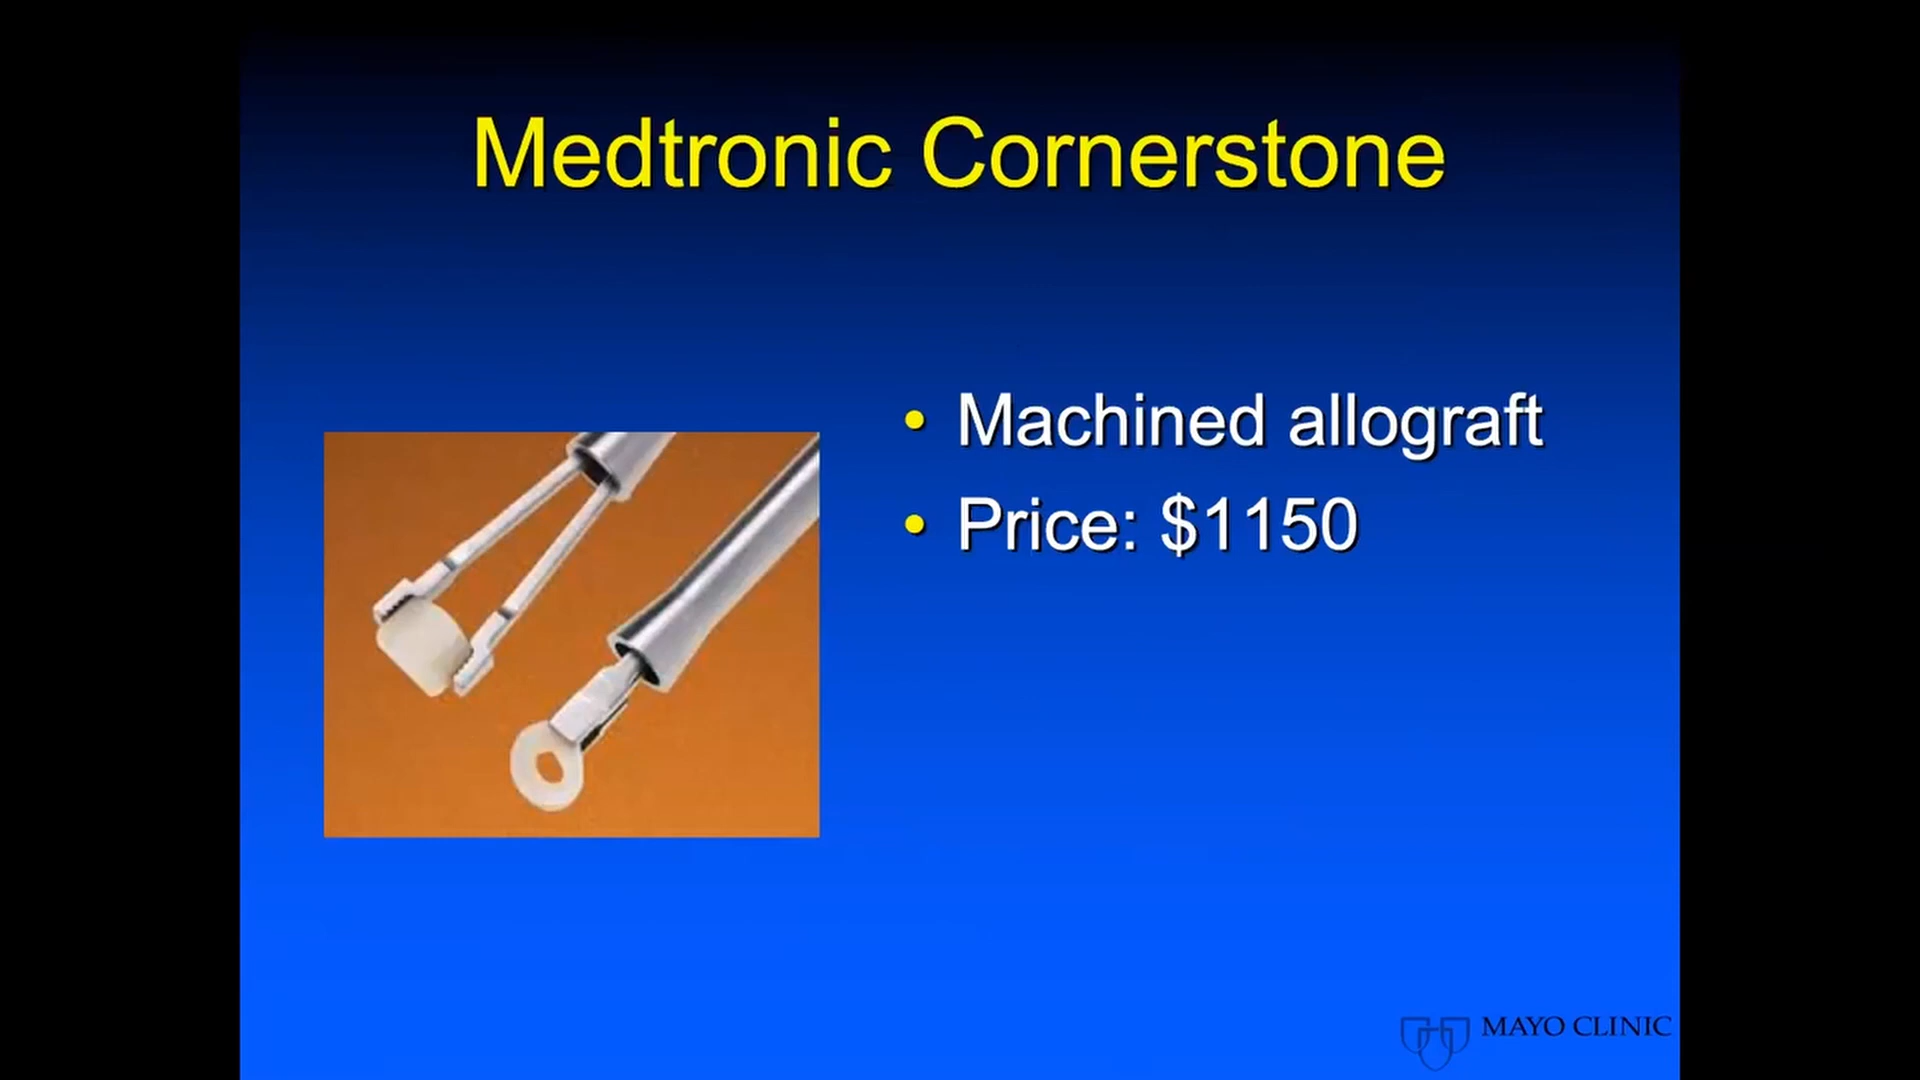 Medtronic Cornerstone
• Machined allograft
• Price: $1150
MAYO CLINIC